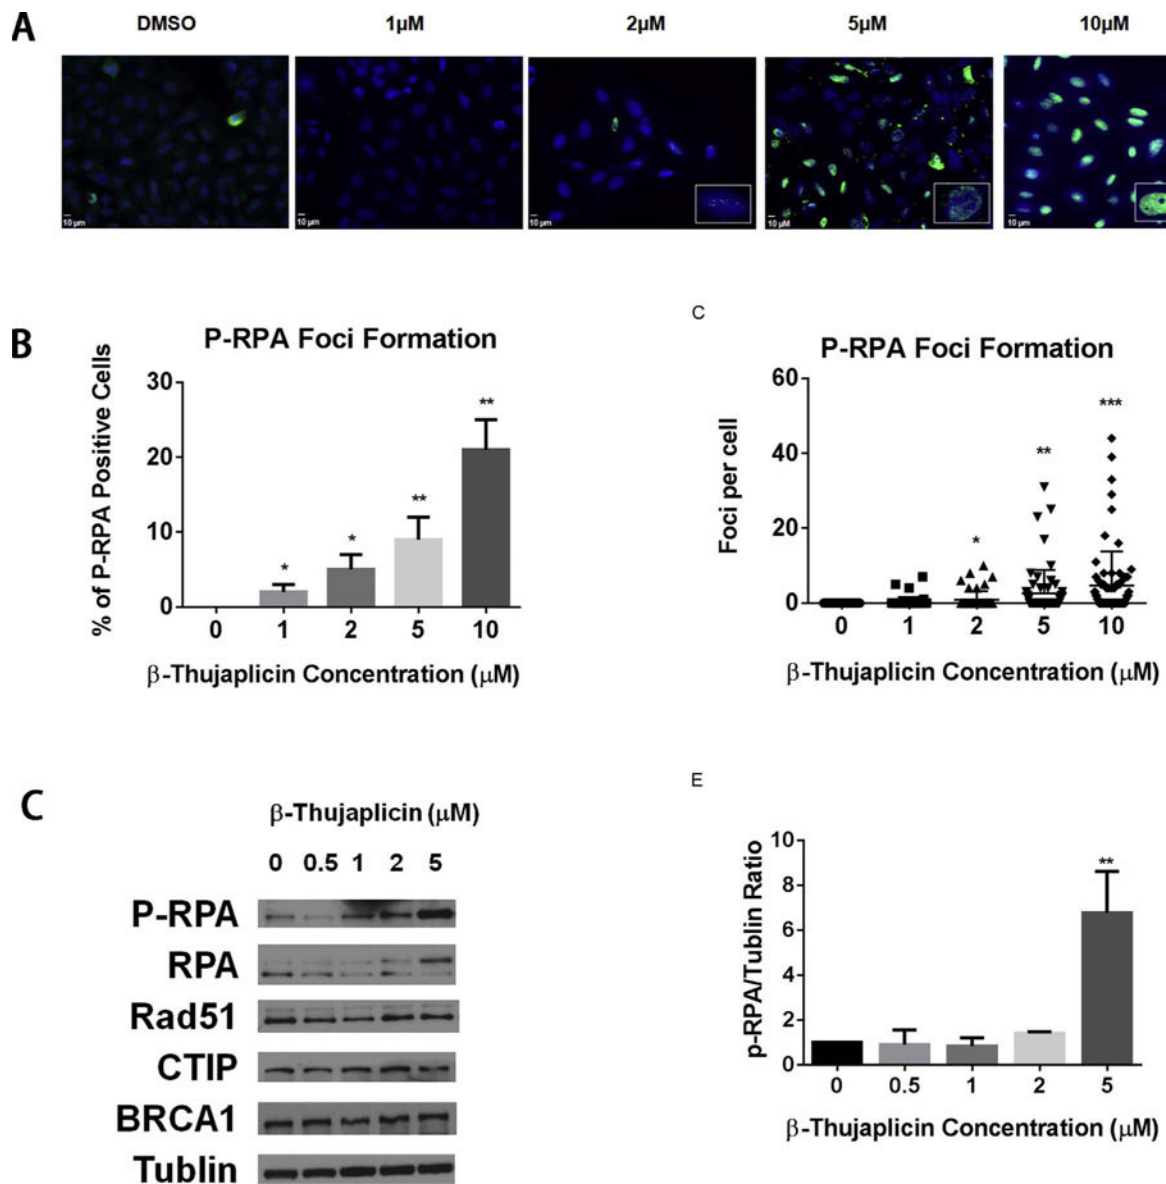 A
DMSO 1μM 2μM 5μM 10μM
10 μm 10 μm 10 μm 10 μM 10 μm
B
P-RPA Foci Formation
% of P-RPA Positive Cells
30
20
10
0
* * ** **
0 1 2 5 10
β-Thujaplicin Concentration (μM)
C
P-RPA Foci Formation
Foci per cell
60
40
20
0
* ** ***
0 1 2 5 10
β-Thujaplicin Concentration (μM)
C
β-Thujaplicin (μM)
0 0.5 1 2 5
P-RPA
RPA
Rad51
CTIP
BRCA1
Tublin
E
p-RPA/Tublin Ratio
10
8
6
4
2
0
**
0 0.5 1 2 5
β-Thujaplicin Concentration (μM)